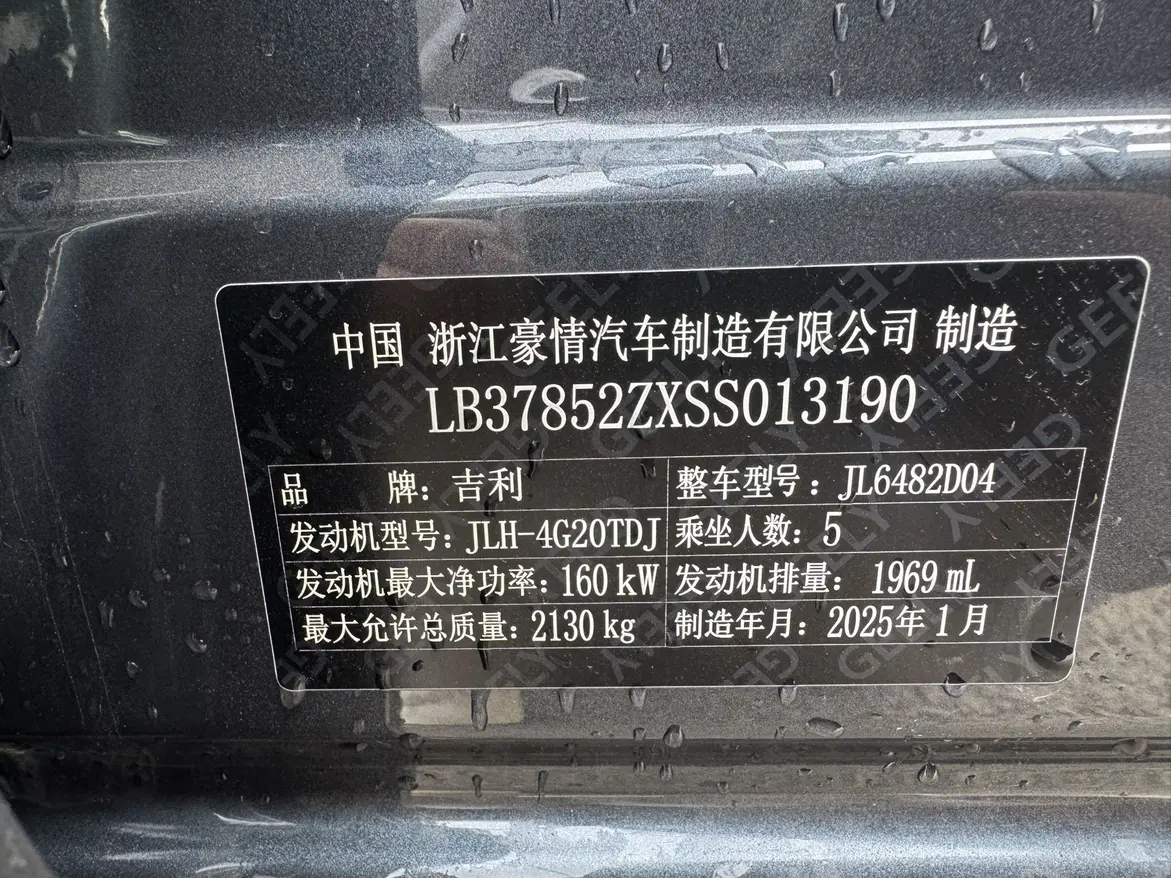 中国 浙江豪情汽车制造有限公司 制造
LB37852ZXSS013190
品 牌：吉利 整车型号：JL6482D04
发动机型号：JLH-4G20TDJ 乘坐人数：5
发动机最大净功率：160 kW 发动机排量：1969 mL
最大允许总质量：2130 kg 制造年月：2025年1月
GEELY